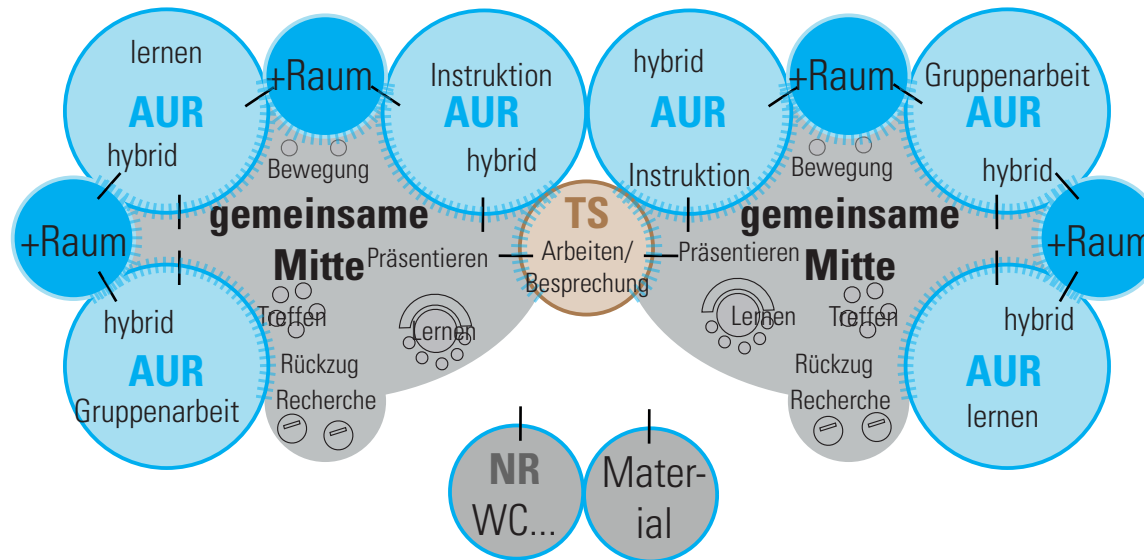 lernen
AUR
hybrid
+Raum
Instruktion
AUR
hybrid
hybrid
AUR
Instruktion
+Raum
Gruppenarbeit
AUR
hybrid
+Raum
Bewegung
gemeinsame
Mitte
Präsentieren
TS
Arbeiten/
Besprechung
Präsentieren
Bewegung
gemeinsame
Mitte
+Raum
hybrid
AUR
Gruppenarbeit
Treffen
Lernen
Rückzug
Recherche
Lernen
Treffen
Rückzug
Recherche
hybrid
AUR
lernen
NR
WC...
Mater-
ial